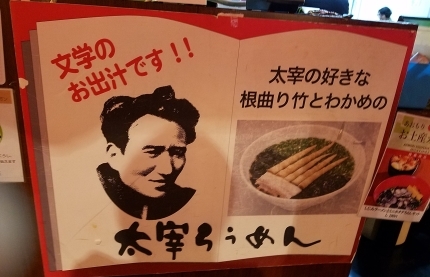 文学の
お出汁です!!
太宰の好きな
根曲り竹とわかめの
太宰らぅめん